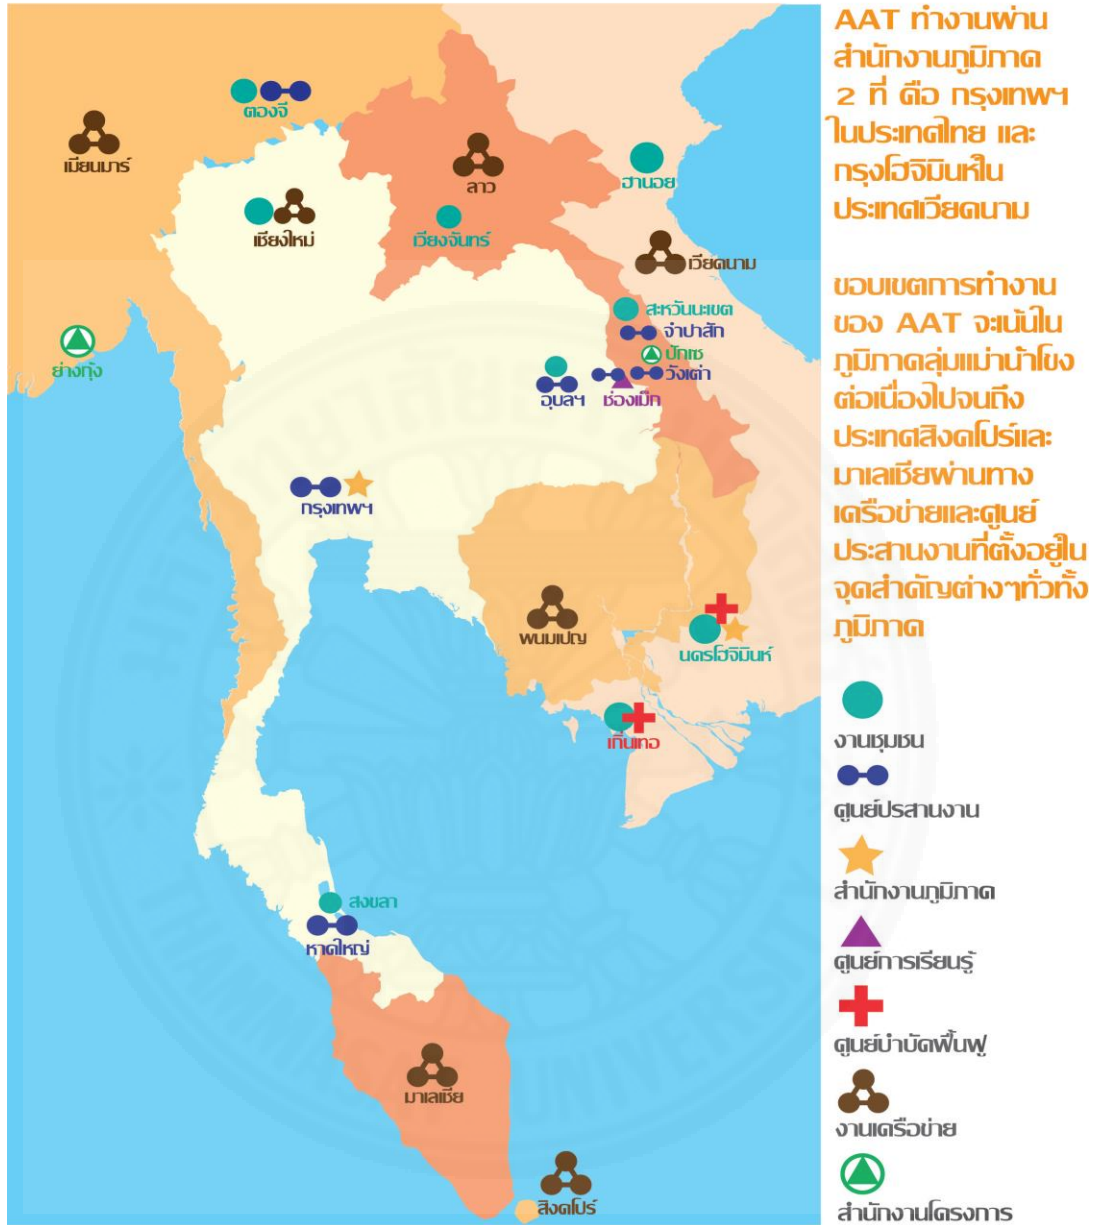 AAT ทำงานผ่าน
สำนักงานภูมิภาค
2 ที่ คือ กรุงเทพฯ
ในประเทศไทย และ
กรุงโฮจิมินห์ใน
ประเทศเวียดนาม
ขอบเขตการทำงาน
ของ AAT จะเน้นใน
ภูมิภาคลุ่มแม่น้ำโขง
ต่อเนื่องไปจนถึง
ประเทศสิงคโปร์และ
มาเลเซียผ่านทาง
เครือข่ายและศูนย์
ประสานงานที่ตั้งอยู่ใน
จุดสำคัญต่างๆทั่วทั้ง
ภูมิภาค
งานชุมชน
ศูนย์ประสานงาน
สำนักงานภูมิภาค
ศูนย์การเรียนรู้
ศูนย์บำบัดฟื้นฟู
งานเครือข่าย
สำนักงานโครงการ
ตองจี
เมียนมาร์
ลาว
ฮานอย
เชียงใหม่
เวียงจันทร์
เวียดนาม
สะหวันนะเขต
จำปาสัก
ปักเซ
วังเต่า
ย่างกุ้ง
อุบลฯ
ช่องเม็ก
กรุงเทพฯ
พนมเปญ
นครโฮจิมินห์
เกิ่นเทอ
สงขลา
หาดใหญ่
มาเลเซีย
สิงคโปร์